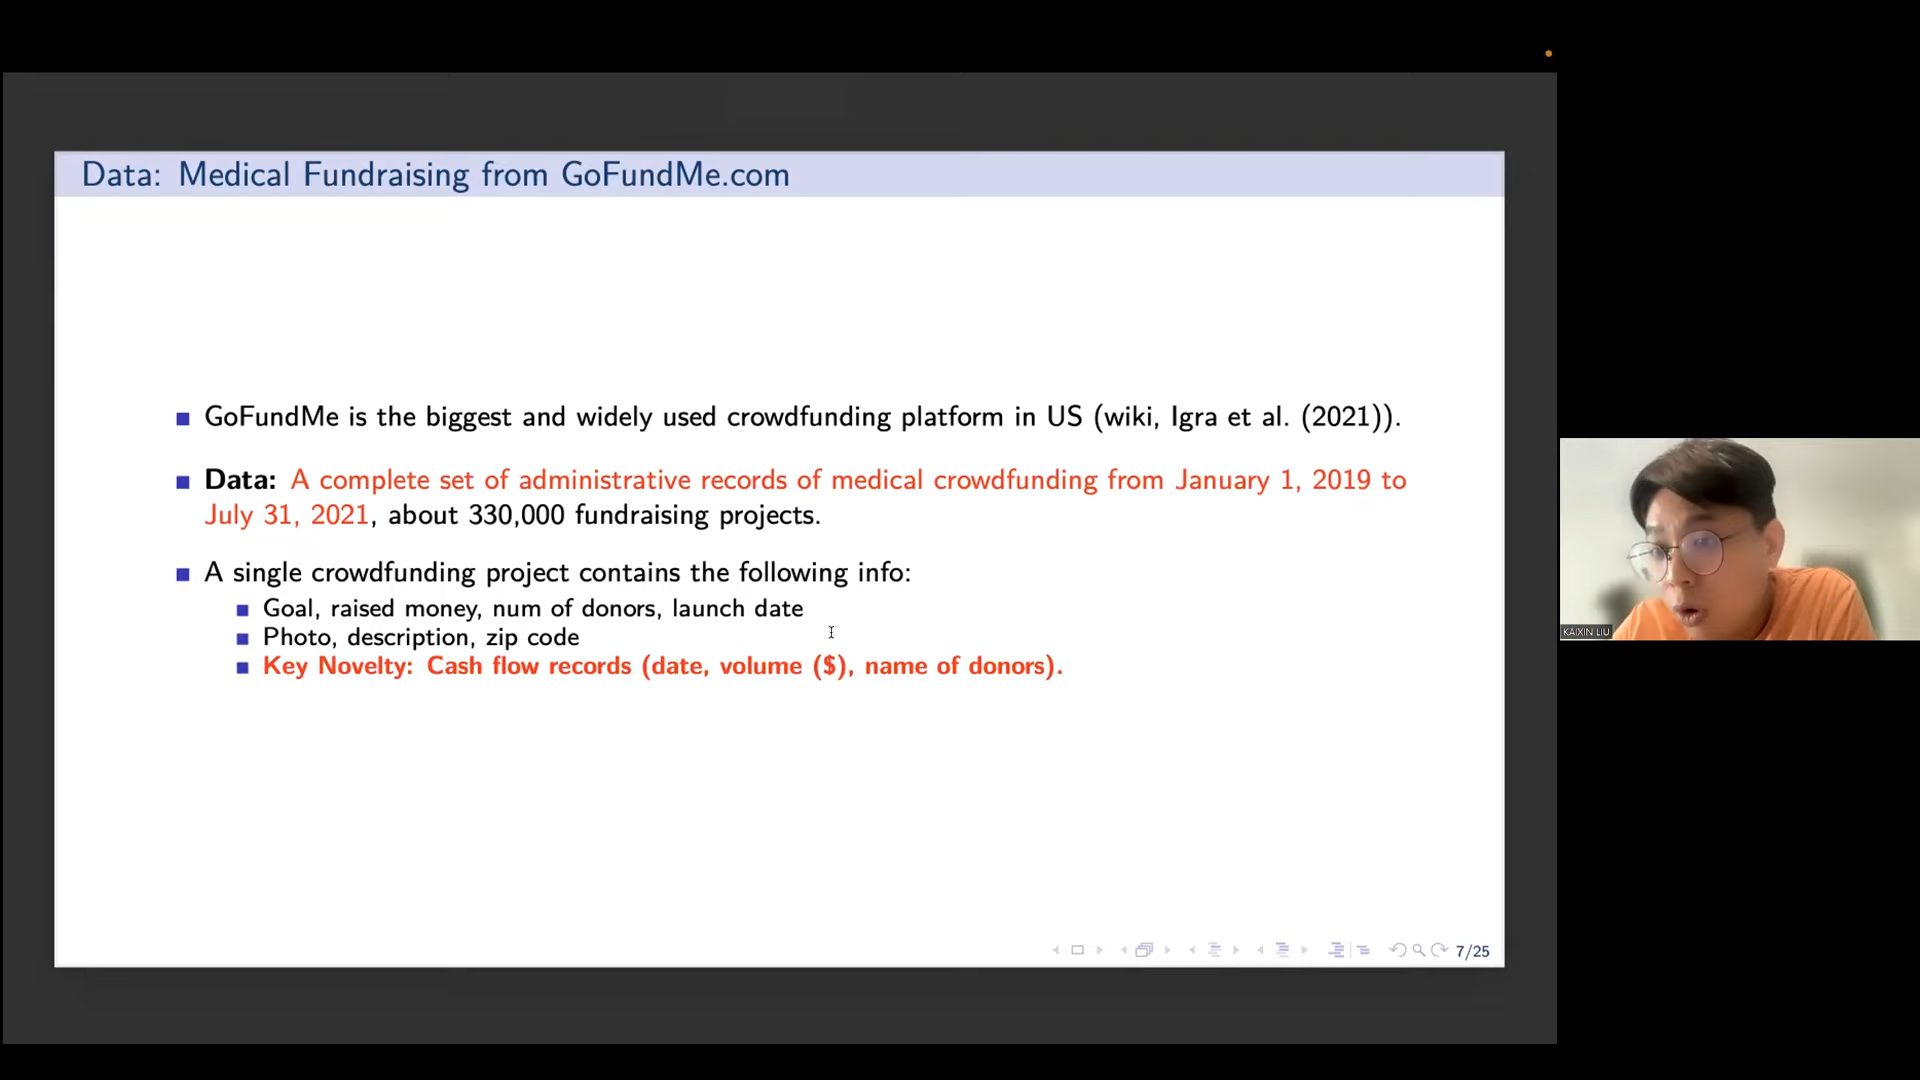 Data: Medical Fundraising from GoFundMe.com
GoFundMe is the biggest and widely used crowdfunding platform in US (wiki, Igra et al. (2021)).
Data: A complete set of administrative records of medical crowdfunding from January 1, 2019 to
July 31, 2021, about 330,000 fundraising projects.
A single crowdfunding project contains the following info:
Goal, raised money, num of donors, launch date
Photo, description, zip code
Key Novelty: Cash flow records (date, volume ($), name of donors).
7/25
KAIXIN LIU